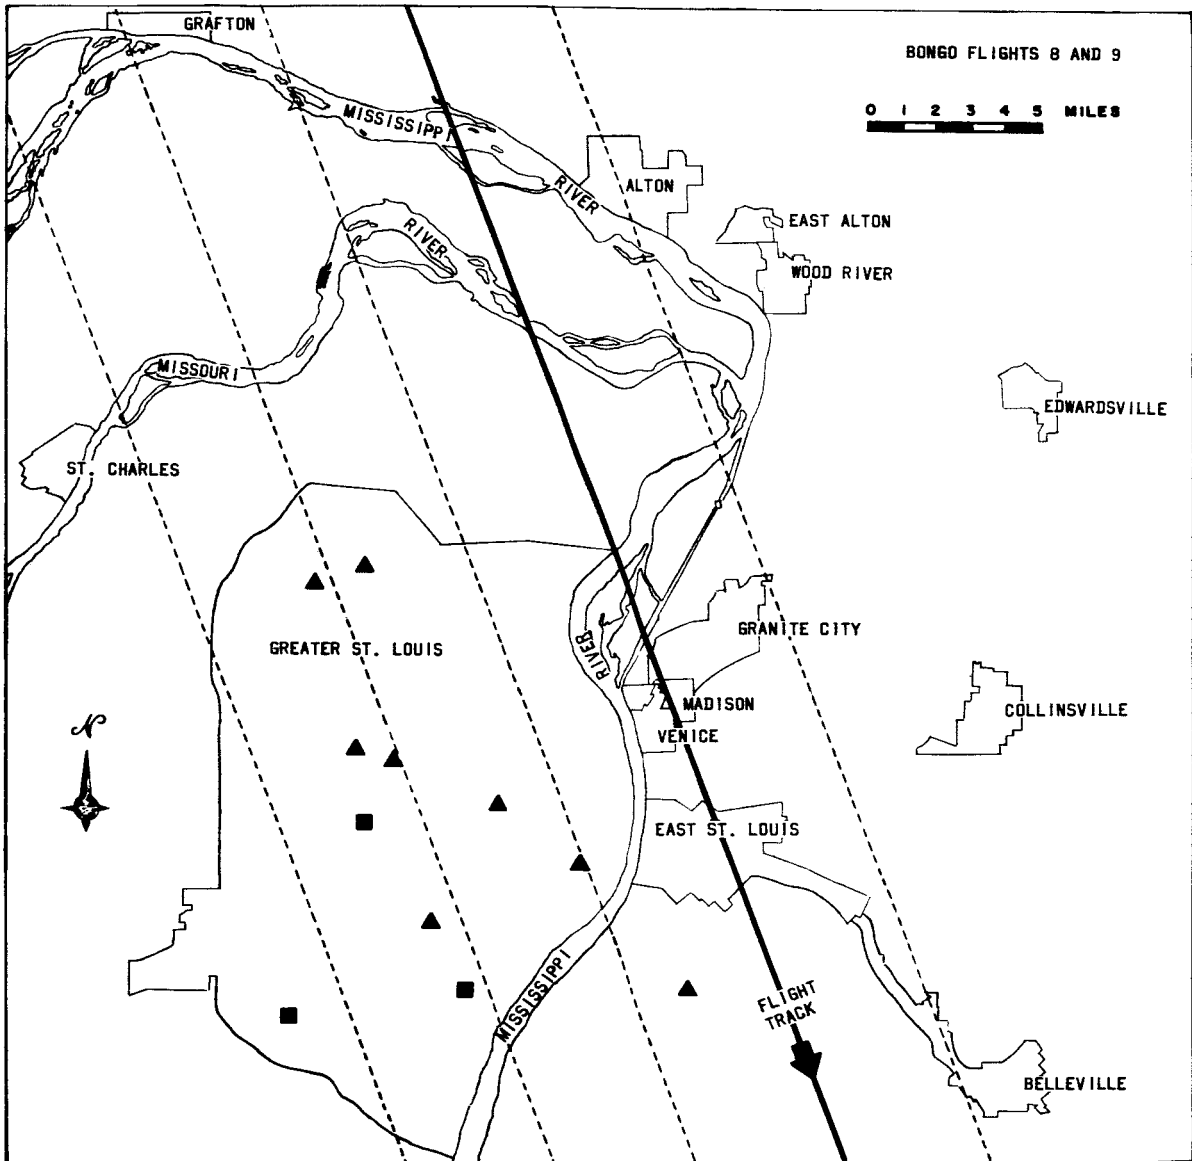 GRAFTON
BONGO FLIGHTS 8 AND 9
0 1 2 3 4 5 MILES
MISSISSIPPI
RIVER
ALTON
EAST ALTON
RIVER
WOOD RIVER
MISSOURI
EDWARDSVILLE
ST. CHARLES
GRANITE CITY
RIVER
GREATER ST. LOUIS
MADISON
COLLINSVILLE
N
VENICE
EAST ST. LOUIS
MISSISSIPPI
FLIGHT
TRACK
BELLEVILLE